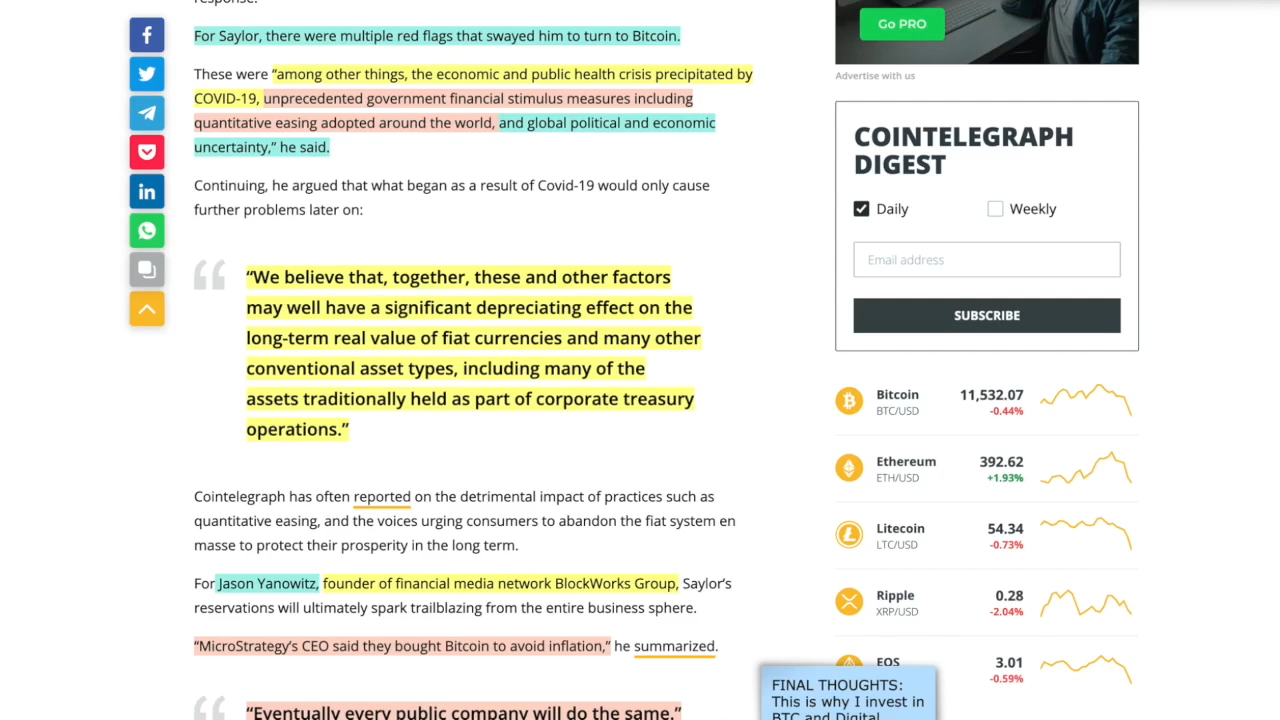 response.
For Saylor, there were multiple red flags that swayed him to turn to Bitcoin.
These were “among other things, the economic and public health crisis precipitated by
COVID-19, unprecedented government financial stimulus measures including
quantitative easing adopted around the world, and global political and economic
uncertainty,” he said.
Continuing, he argued that what began as a result of Covid-19 would only cause
further problems later on:
“We believe that, together, these and other factors
may well have a significant depreciating effect on the
long-term real value of fiat currencies and many other
conventional asset types, including many of the
assets traditionally held as part of corporate treasury
operations.”
Cointelegraph has often reported on the detrimental impact of practices such as
quantitative easing, and the voices urging consumers to abandon the fiat system en
masse to protect their prosperity in the long term.
For Jason Yanowitz, founder of financial media network BlockWorks Group, Saylor’s
reservations will ultimately spark trailblazing from the entire business sphere.
“MicroStrategy’s CEO said they bought Bitcoin to avoid inflation,” he summarized.
“Eventually every public company will do the same.”
Go PRO
Advertise with us
COINTELEGRAPH
DIGEST
Daily
Weekly
Email address
SUBSCRIBE
Bitcoin 11,532.07
BTC/USD -0.44%
Ethereum 392.62
ETH/USD +1.93%
Litecoin 54.34
LTC/USD -0.73%
Ripple 0.28
XRP/USD -2.04%
EOS 3.01
-0.59%
FINAL THOUGHTS:
This is why I invest in
BTC and Digital